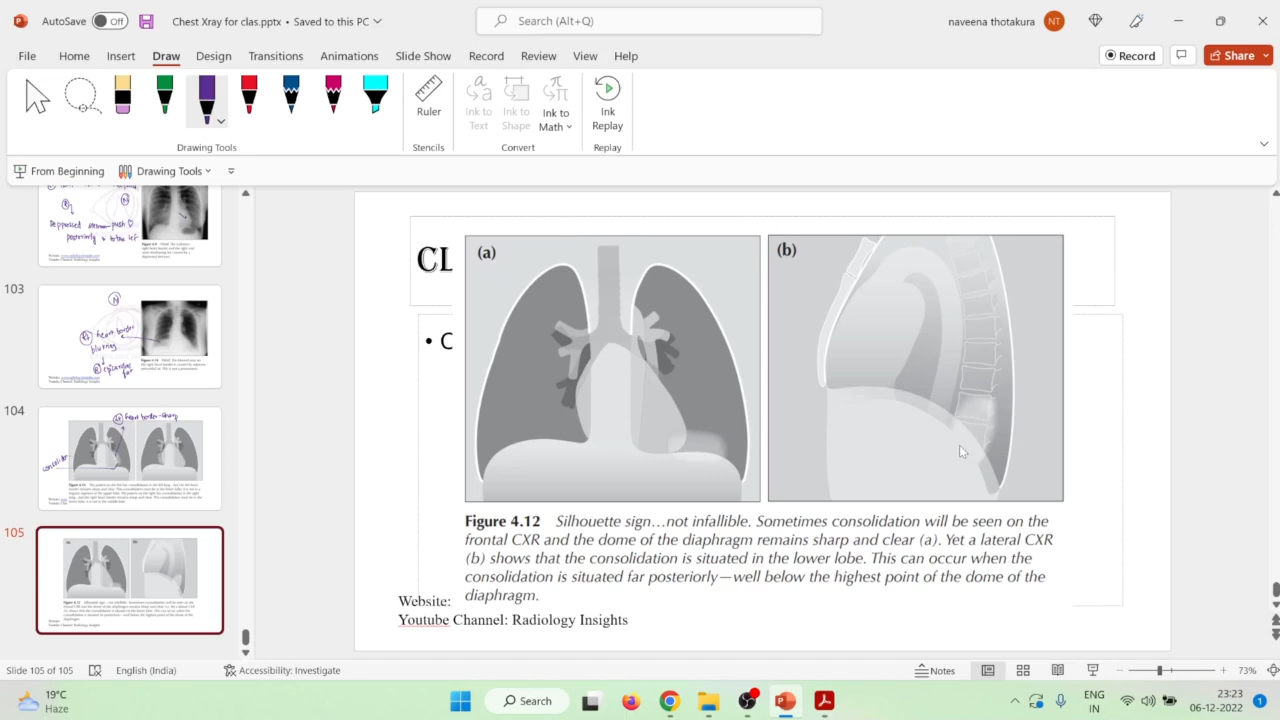 AutoSave Off Chest Xray for clas.pptx • Saved to this PC Search (Alt+Q) naveena thotakura NT
File Home Insert Draw Design Transitions Animations Slide Show Record Review View Help Record Share
Ruler Ink to Text Ink to Shape Ink to Math Ink Replay
Drawing Tools Stencils Convert Replay
From Beginning Drawing Tools
103
104
105
CL
• C
(a)
(b)
Figure 4.12 Silhouette sign…not infallible. Sometimes consolidation will be seen on the
frontal CXR and the dome of the diaphragm remains sharp and clear (a). Yet a lateral CXR
(b) shows that the consolidation is situated in the lower lobe. This can occur when the
consolidation is situated far posteriorly—well below the highest point of the dome of the
diaphragm.
Website:
Youtube Channel: Radiology Insights
Slide 105 of 105 English (India) Accessibility: Investigate Notes 73%
19°C
Haze
Search
ENG
IN
23:23
06-12-2022
1